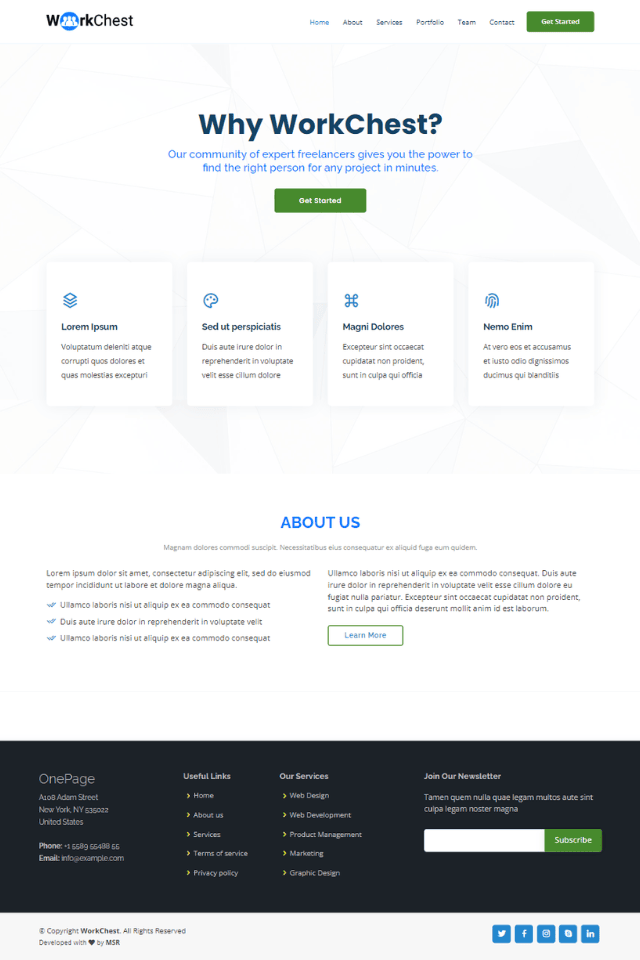 WorkChest
Home About Services Portfolio Team Contact Get Started
Why WorkChest?
Our community of expert freelancers gives you the power to
find the right person for any project in minutes.
Get Started
Lorem Ipsum
Voluptatum deleniti atque
corrupti quos dolores et
quas molestias excepturi
Sed ut perspiciatis
Duis aute irure dolor in
reprehenderit in voluptate
velit esse cillum dolore
Magni Dolores
Excepteur sint occaecat
cupidatat non proident,
sunt in culpa qui officia
Nemo Enim
At vero eos et accusamus
et iusto odio dignissimos
ducimus qui blanditiis
ABOUT US
Magnam dolores commodi suscipit. Necessitatibus eius consequatur ex aliquid fuga eum quidem.
Lorem ipsum dolor sit amet, consectetur adipiscing elit, sed do eiusmod
tempor incididunt ut labore et dolore magna aliqua.
Ullamco laboris nisi ut aliquip ex ea commodo consequat
Duis aute irure dolor in reprehenderit in voluptate velit
Ullamco laboris nisi ut aliquip ex ea commodo consequat
Ullamco laboris nisi ut aliquip ex ea commodo consequat. Duis aute
irure dolor in reprehenderit in voluptate velit esse cillum dolore eu
fugiat nulla pariatur. Excepteur sint occaecat cupidatat non proident,
sunt in culpa qui officia deserunt mollit anim id est laborum.
Learn More
OnePage
A108 Adam Street
New York, NY 535022
United States
Phone: +1 5589 55488 55
Email: info@example.com
Useful Links
Home
About us
Services
Terms of service
Privacy policy
Our Services
Web Design
Web Development
Product Management
Marketing
Graphic Design
Join Our Newsletter
Tamen quem nulla quae legam multos aute sint
culpa legam noster magna
Subscribe
© Copyright WorkChest. All Rights Reserved
Developed with ❤ by MSR